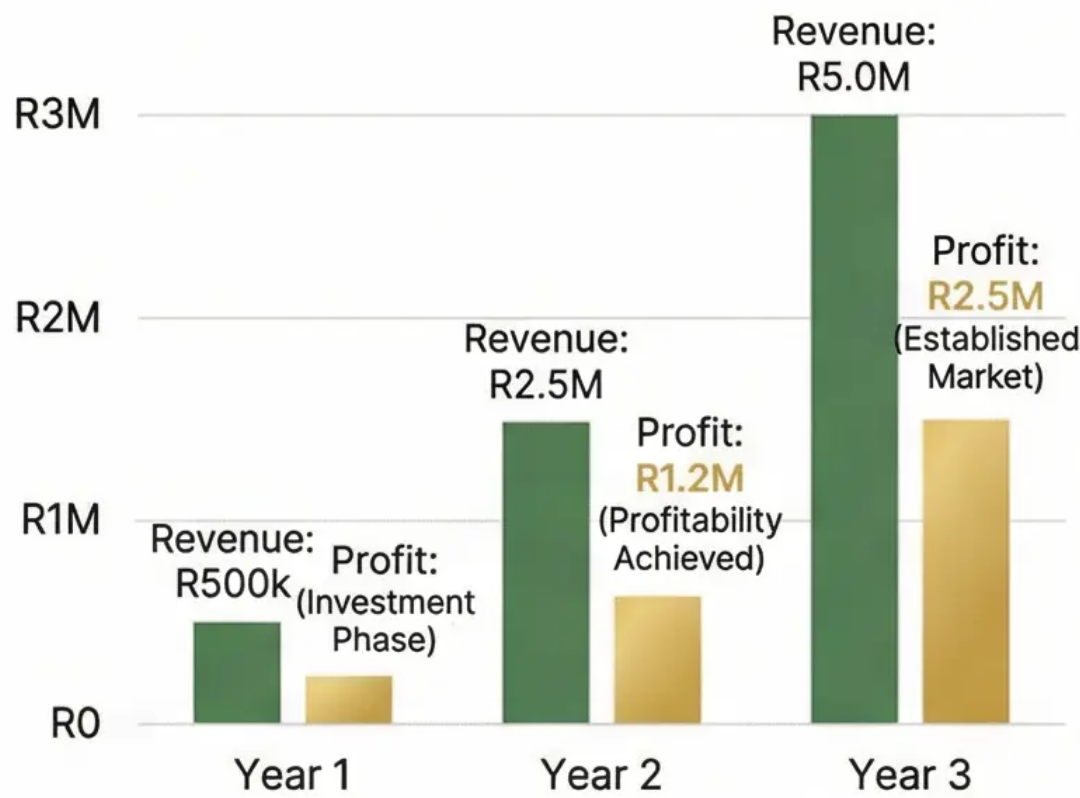 Revenue:
R5.0M
R3M
Profit:
R2.5M
(Established
Market)
R2M
Revenue:
R2.5M
Profit:
R1.2M
(Profitability
Achieved)
R1M
Revenue:
R500k
Profit:
(Investment
Phase)
R0
Year 1
Year 2
Year 3